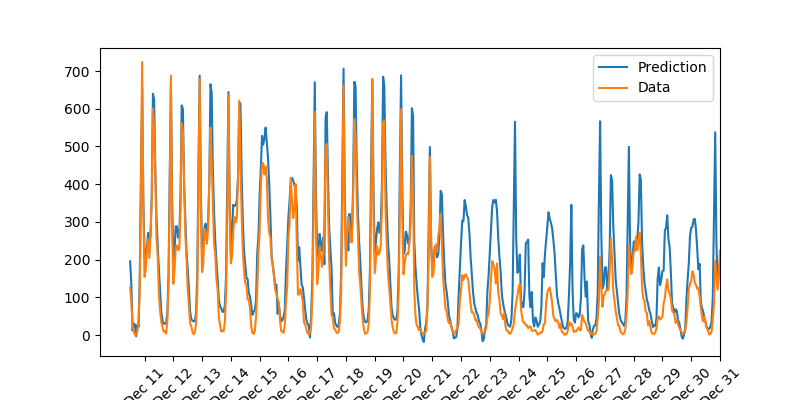 700
600
500
400
300
200
100
0
Prediction
Data
Dec 11
Dec 12
Dec 13
Dec 14
Dec 15
Dec 16
Dec 17
Dec 18
Dec 19
Dec 20
Dec 21
Dec 22
Dec 23
Dec 24
Dec 25
Dec 26
Dec 27
Dec 28
Dec 29
Dec 30
Dec 31